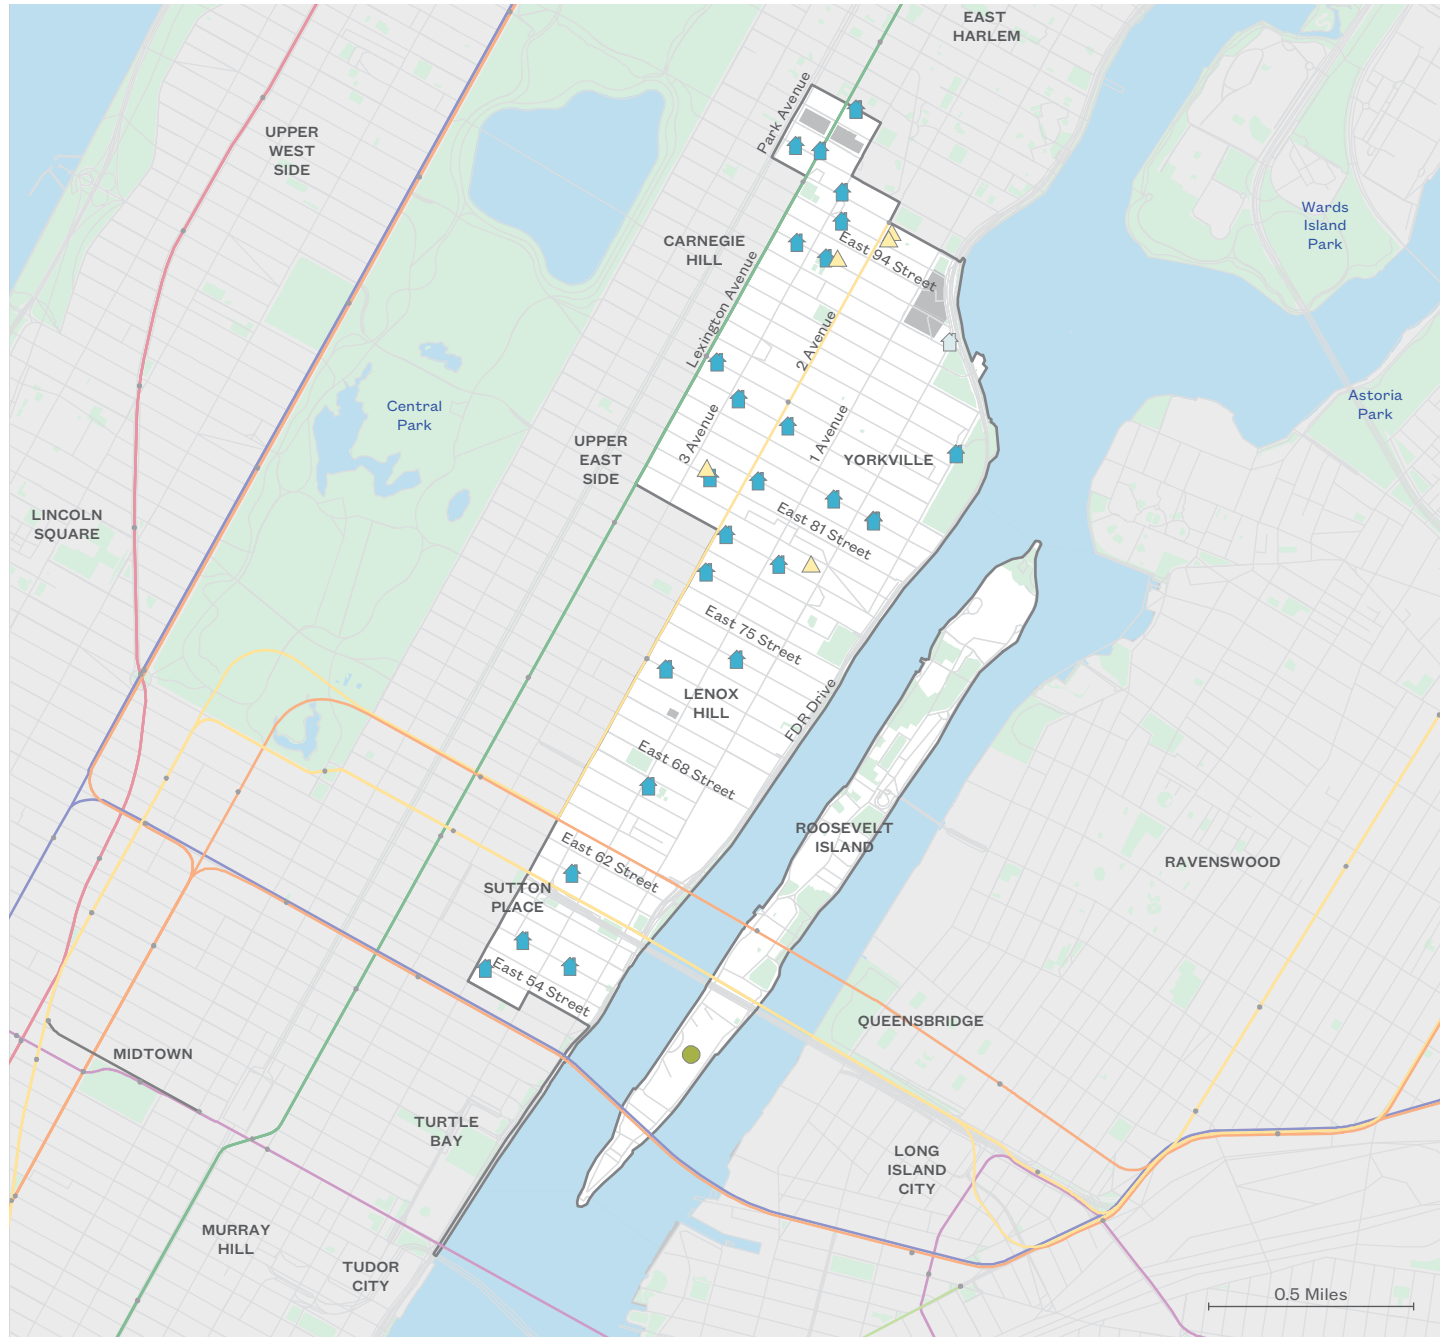 EAST
HARLEM
Park Avenue
UPPER
WEST
SIDE
Wards
Island
Park
CARNEGIE
HILL
East 94 Street
Lexington Avenue
2 Avenue
Central
Park
Astoria
Park
3 Avenue
1 Avenue
UPPER
EAST
SIDE
YORKVILLE
LINCOLN
SQUARE
East 81 Street
East 75 Street
LENOX
HILL
FDR Drive
East 68 Street
ROOSEVELT
ISLAND
East 62 Street
RAVENSWOOD
SUTTON
PLACE
East 54 Street
QUEENSBRIDGE
MIDTOWN
TURTLE
BAY
LONG
ISLAND
CITY
MURRAY
HILL
TUDOR
CITY
0.5 Miles